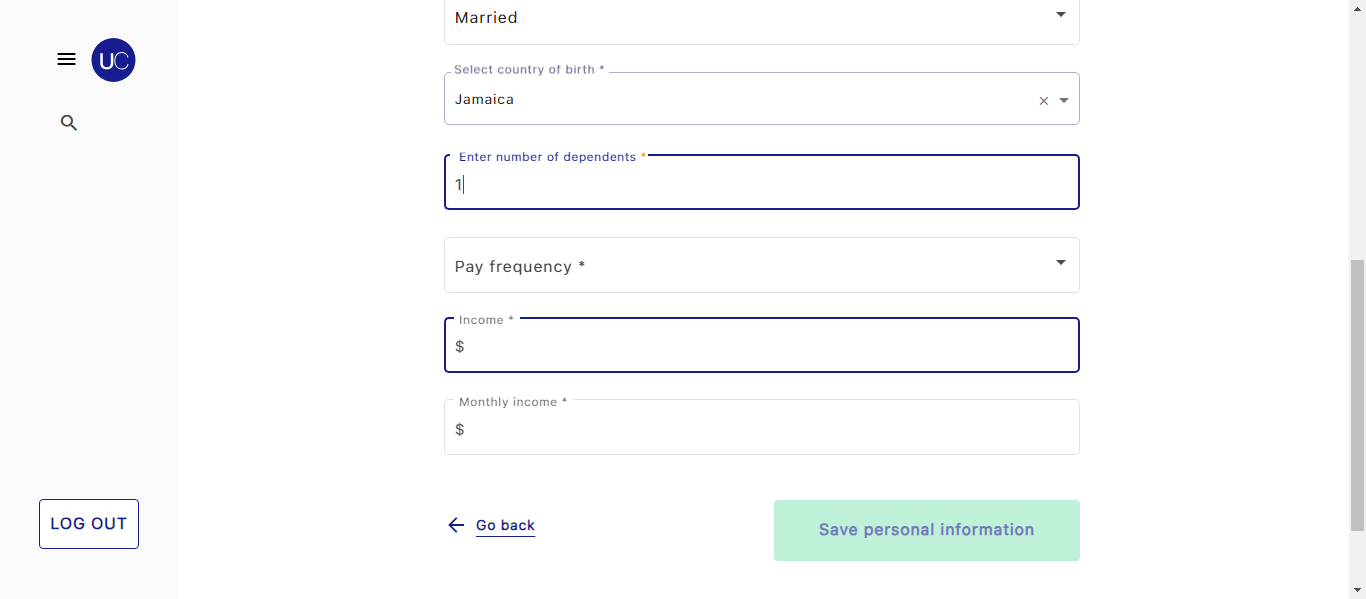 UC
LOG OUT
Married
Select country of birth *
Jamaica
Enter number of dependents *
1
Pay frequency *
Income *
$
Monthly income *
$
Go back
Save personal information